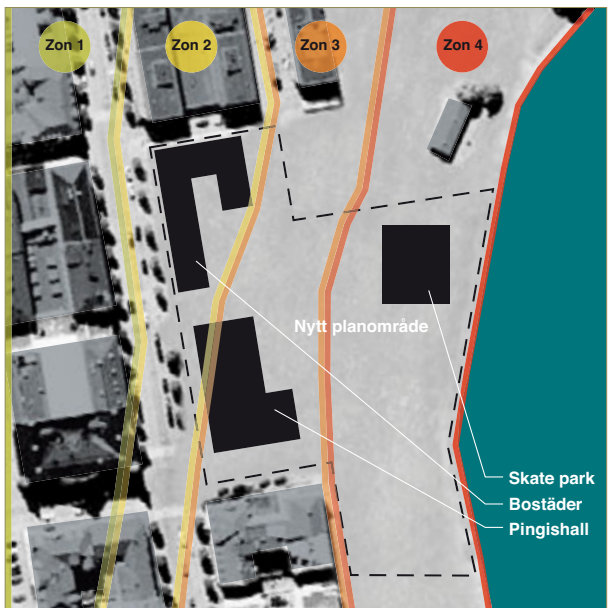 Zon 1
Zon 2
Zon 3
Zon 4
Nytt planområde
Skate park
Bostäder
Pingishall